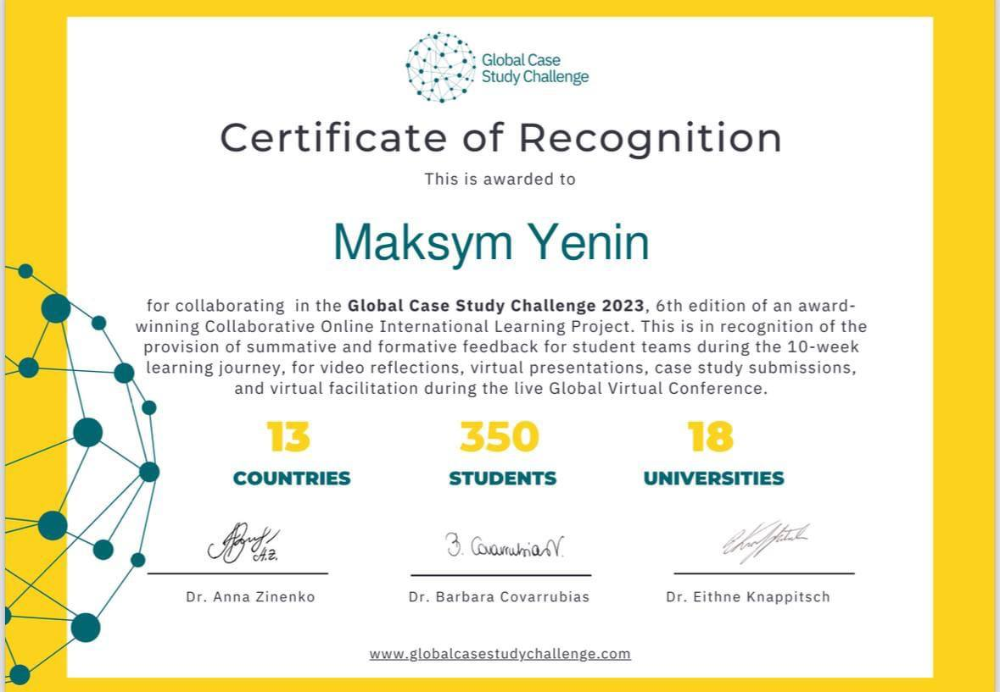 Global Case
Study Challenge
Certificate of Recognition
This is awarded to
Maksym Yenin
for collaborating in the Global Case Study Challenge 2023, 6th edition of an award-
winning Collaborative Online International Learning Project. This is in recognition of the
provision of summative and formative feedback for student teams during the 10-week
learning journey, for video reflections, virtual presentations, case study submissions,
and virtual facilitation during the live Global Virtual Conference.
13 350 18
COUNTRIES STUDENTS UNIVERSITIES
A.Z. B. Covarrubias V.
Dr. Anna Zinenko Dr. Barbara Covarrubias Dr. Eithne Knappitsch
www.globalcasestudychallenge.com